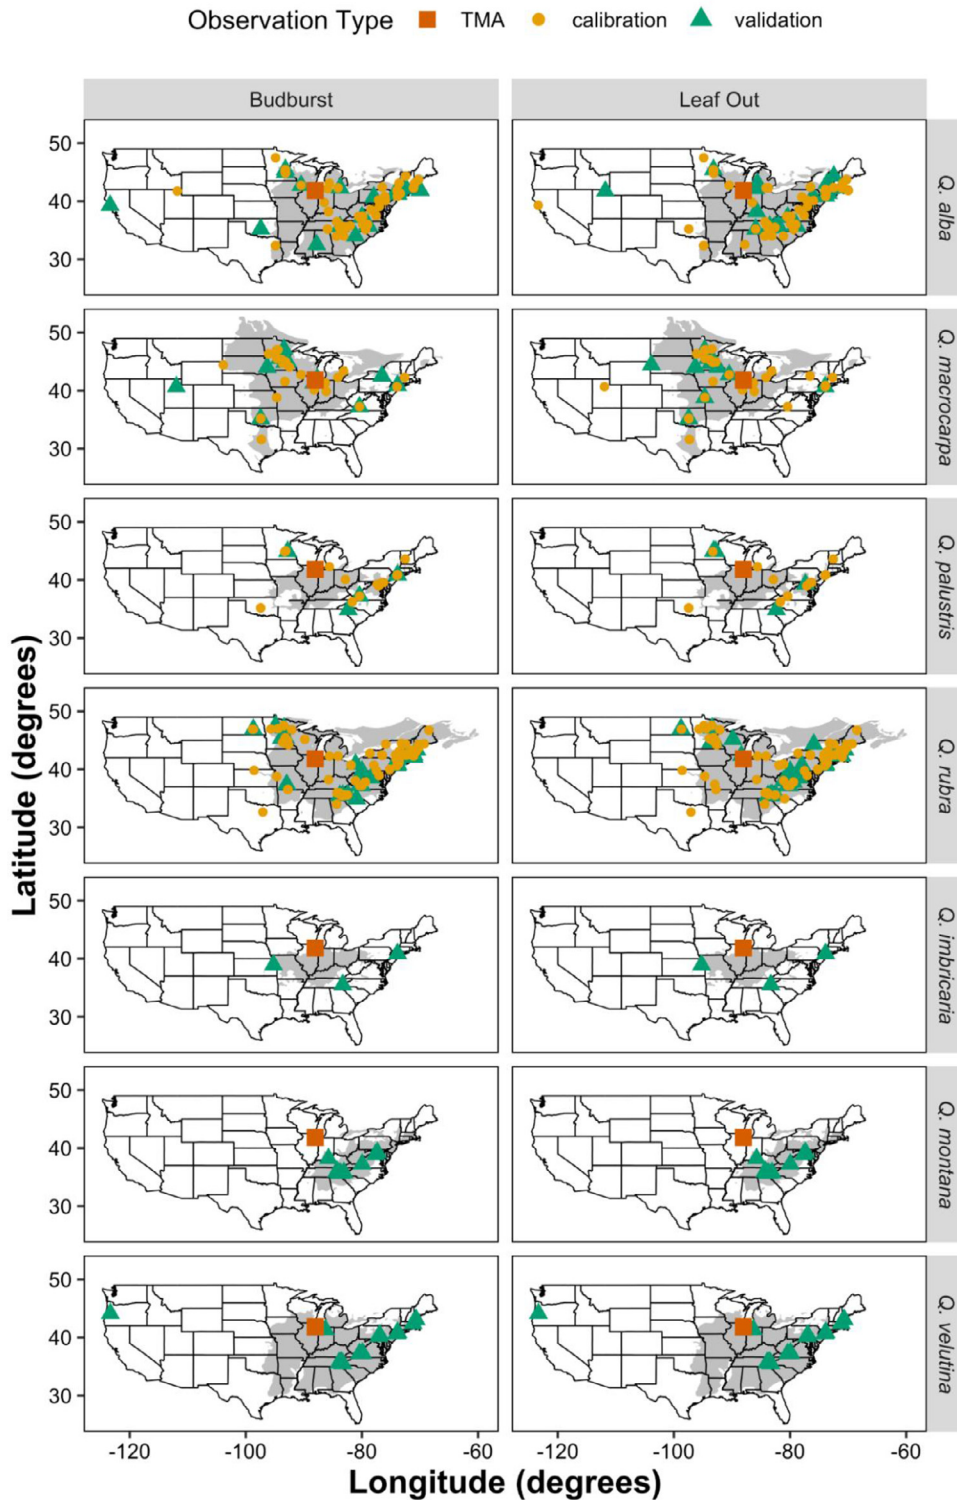 Observation Type TMA calibration validation
Budburst Leaf Out
50
40
30
Q. alba
50
40
30
Q. macrocarpa
50
40
30
Q. palustris
50
40
30
Q. rubra
50
40
30
Q. imbricaria
50
40
30
Q. montana
50
40
30
Q. velutina
Latitude (degrees)
-120 -100 -80 -60 -120 -100 -80 -60
Longitude (degrees)